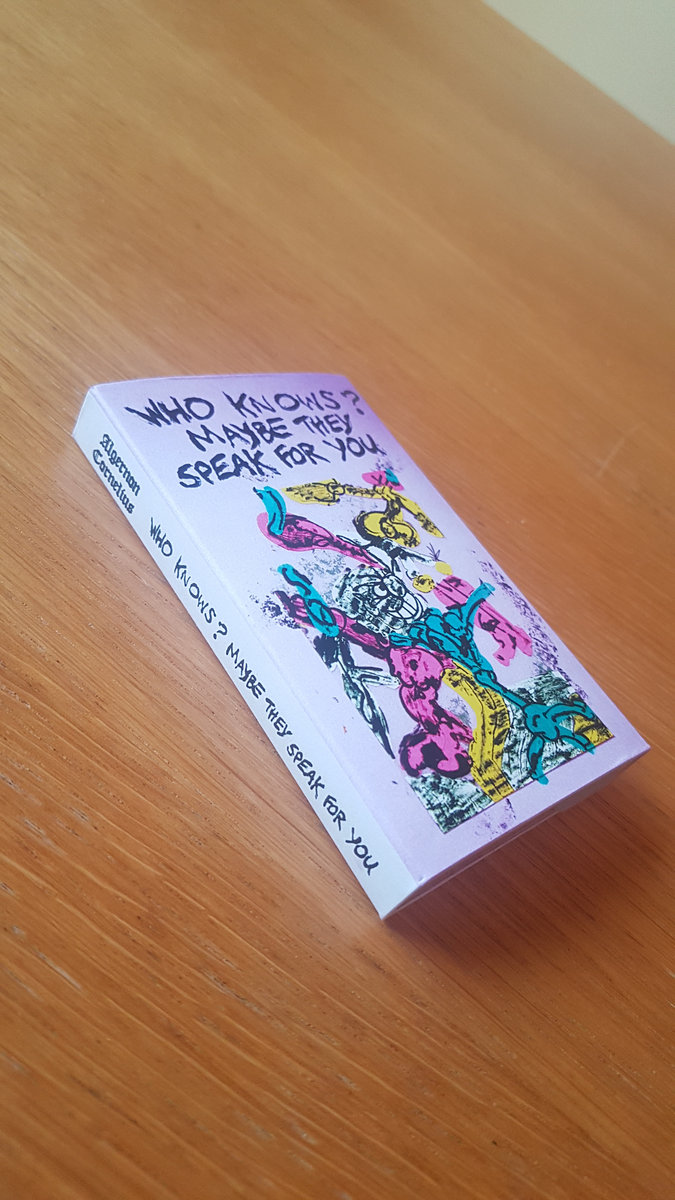 WHO KNOWS?
MAYBE THEY
SPEAK FOR YOU
Algernon
Cornelius
WHO KNOWS? MAYBE THEY SPEAK FOR YOU